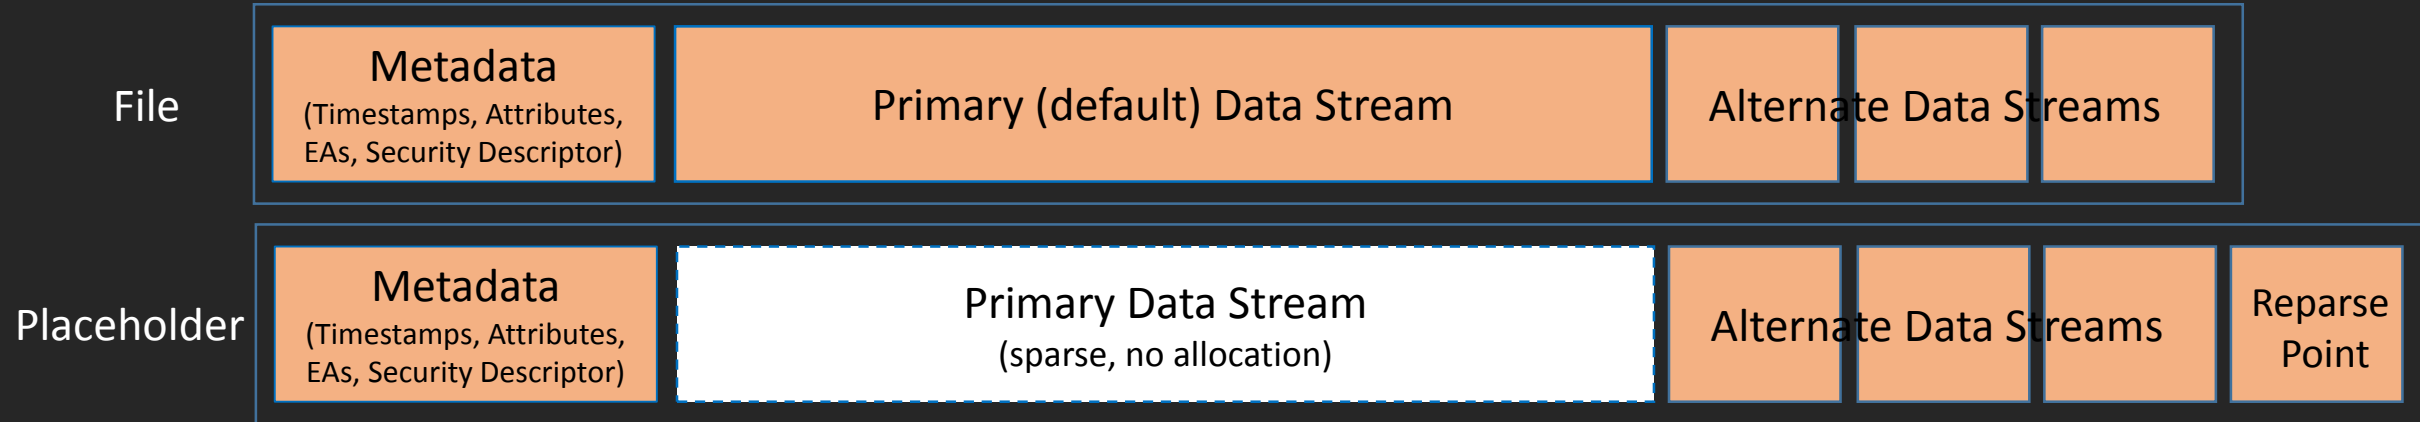 File
Metadata
(Timestamps, Attributes,
EAs, Security Descriptor)
Primary (default) Data Stream
Alternate Data Streams
Placeholder
Metadata
(Timestamps, Attributes,
EAs, Security Descriptor)
Primary Data Stream
(sparse, no allocation)
Alternate Data Streams
Reparse
Point